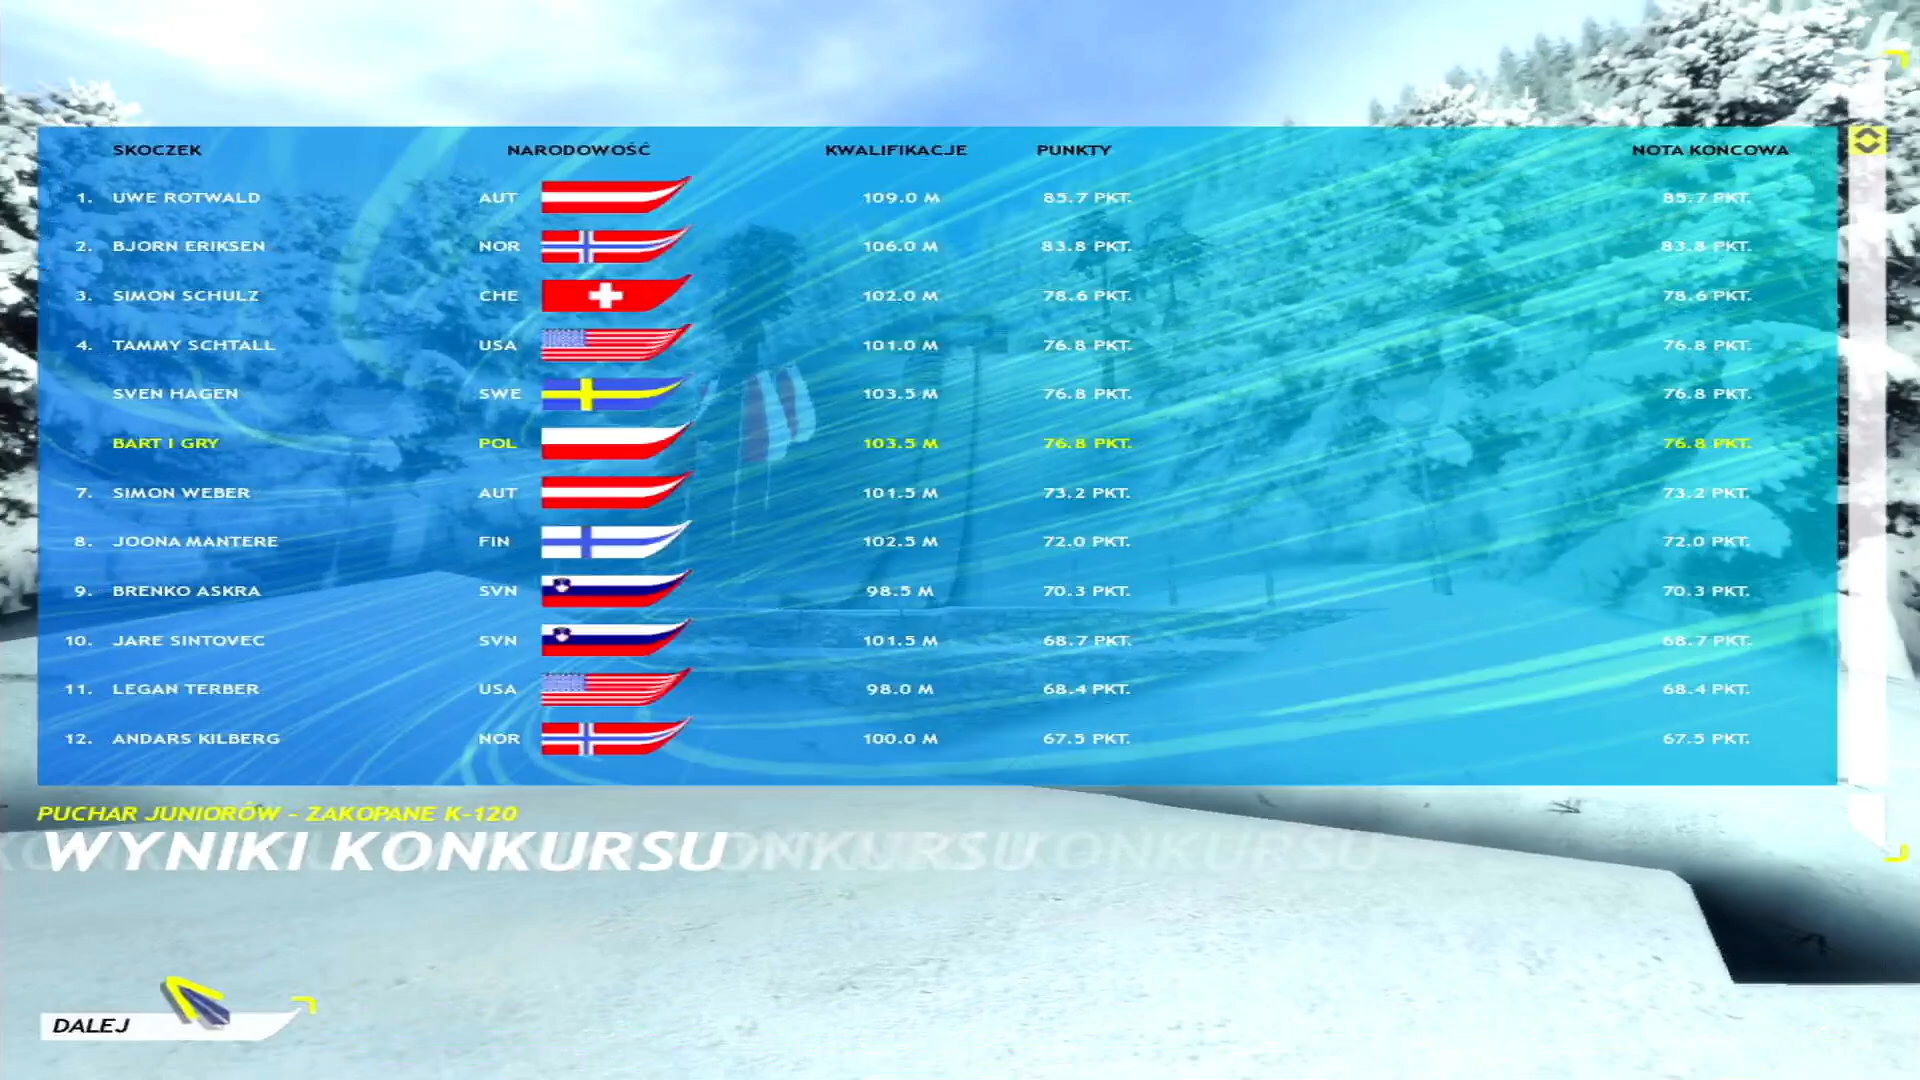 SKOCZEK NARODOWOŚĆ KWALIFIKACJE PUNKTY NOTA KOŃCOWA
1. UWE ROTWALD AUT 109.0 M 85.7 PKT. 85.7 PKT.
2. BJORN ERIKSEN NOR 106.0 M 83.8 PKT. 83.8 PKT.
3. SIMON SCHULZ CHE 102.0 M 78.6 PKT. 78.6 PKT.
4. TAMMY SCHTALL USA 101.0 M 76.8 PKT. 76.8 PKT.
SVEN HAGEN SWE 103.5 M 76.8 PKT. 76.8 PKT.
BART I GRY POL 103.5 M 76.8 PKT. 76.8 PKT.
7. SIMON WEBER AUT 101.5 M 73.2 PKT. 73.2 PKT.
8. JOONA MANTERE FIN 102.5 M 72.0 PKT. 72.0 PKT.
9. BRENKO ASKRA SVN 98.5 M 70.3 PKT. 70.3 PKT.
10. JARE SINTOVEC SVN 101.5 M 68.7 PKT. 68.7 PKT.
11. LEGAN TERBER USA 98.0 M 68.4 PKT. 68.4 PKT.
12. ANDARS KILBERG NOR 100.0 M 67.5 PKT. 67.5 PKT.
PUCHAR JUNIORÓW - ZAKOPANE K-120
WYNIKI KONKURSU
DALEJ